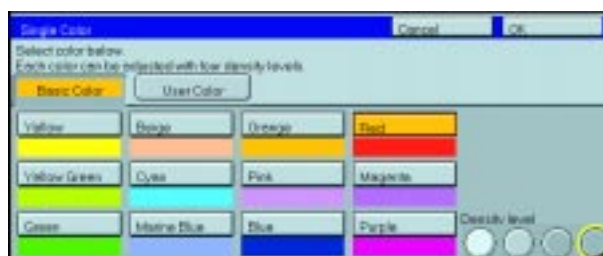 Single Color Cancel OK
Select color below.
Each color can be adjusted with four density levels.
Basic Color User Color
Yellow Beige Orange Red
Yellow Green Cyan Pink Magenta
Green Marine Blue Blue Purple
Density level